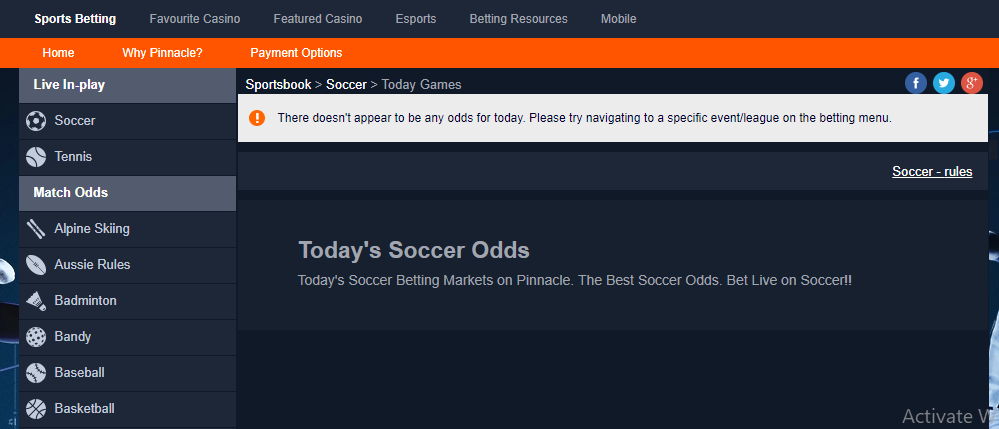 Sports Betting Favourite Casino Featured Casino Esports Betting Resources Mobile
Home Why Pinnacle? Payment Options
Live In-play
Soccer
Tennis
Match Odds
Alpine Skiing
Aussie Rules
Badminton
Bandy
Baseball
Basketball
Sportsbook > Soccer > Today Games
There doesn't appear to be any odds for today. Please try navigating to a specific event/league on the betting menu.
Soccer - rules
Today's Soccer Odds
Today's Soccer Betting Markets on Pinnacle. The Best Soccer Odds. Bet Live on Soccer!!
Activate